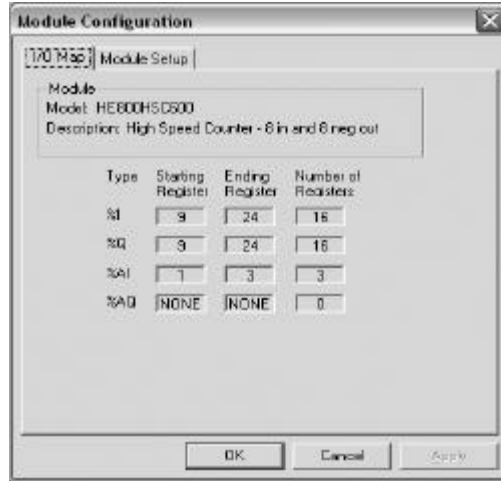 Module Configuration
I/O Map Module Setup
Module
Model: HE800HSC600
Description: High Speed Counter - 8 in and 8 neg out
Type Starting Register Ending Register Number of Registers
%I 9 24 16
%Q 9 24 16
%AI 1 3 3
%AQ NONE NONE 0
OK Cancel Apply